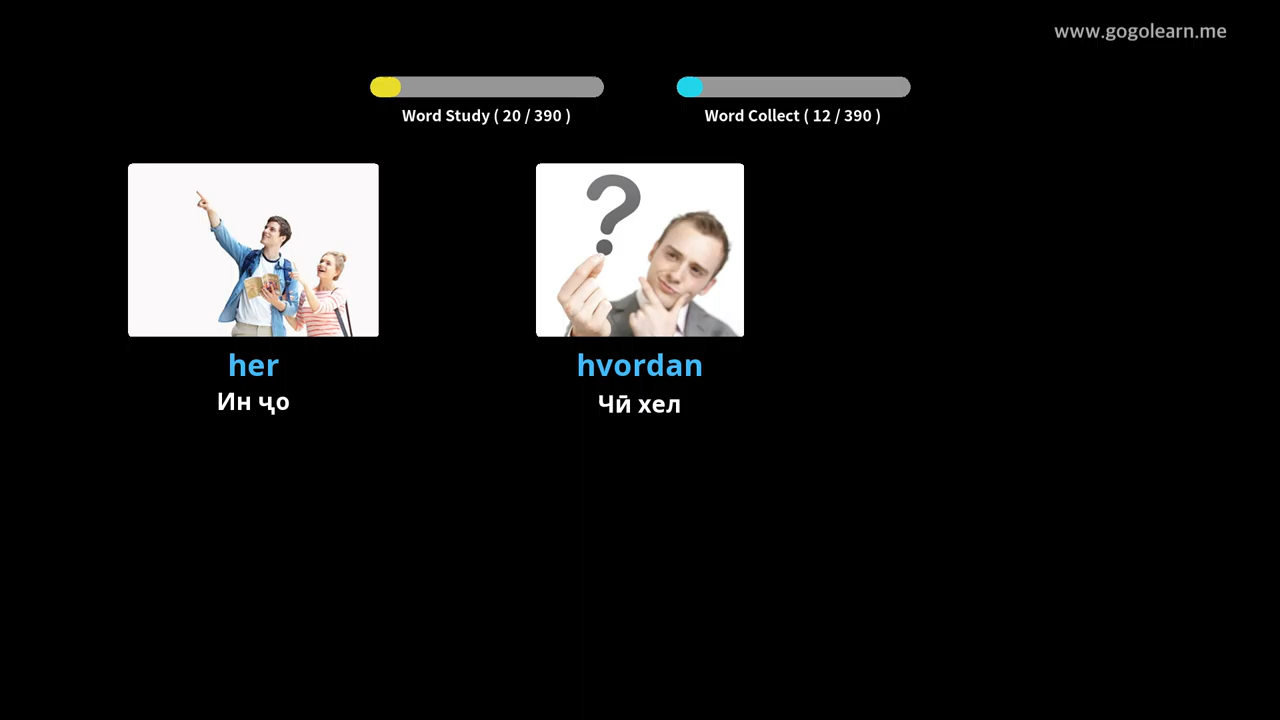 www.gogolearn.me
Word Study ( 20 / 390 )
Word Collect ( 12 / 390 )
her
Ин ҷо
hvordan
Чӣ хел